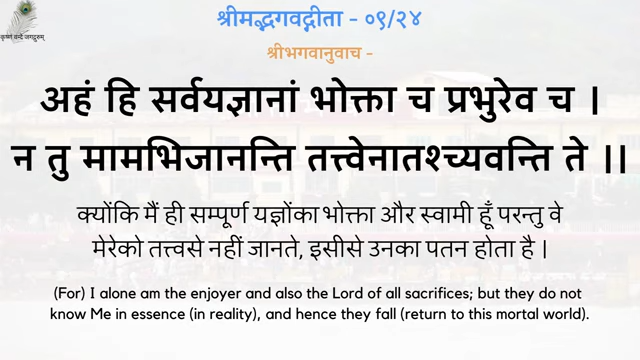 श्रीमद्भगवद्गीता - ०९/२४
कृष्णं वन्दे जगद्गुरुम्
श्रीभगवानुवाच -
अहं हि सर्वयज्ञानां भोक्ता च प्रभुरेव च ।
न तु मामभिजानन्ति तत्त्वेनातश्च्यवन्ति ते ।।
क्योंकि मैं ही सम्पूर्ण यज्ञोंका भोक्ता और स्वामी हूँ परन्तु वे
मेरेको तत्त्वसे नहीं जानते, इसीसे उनका पतन होता है ।
(For) I alone am the enjoyer and also the Lord of all sacrifices; but they do not
know Me in essence (in reality), and hence they fall (return to this mortal world).